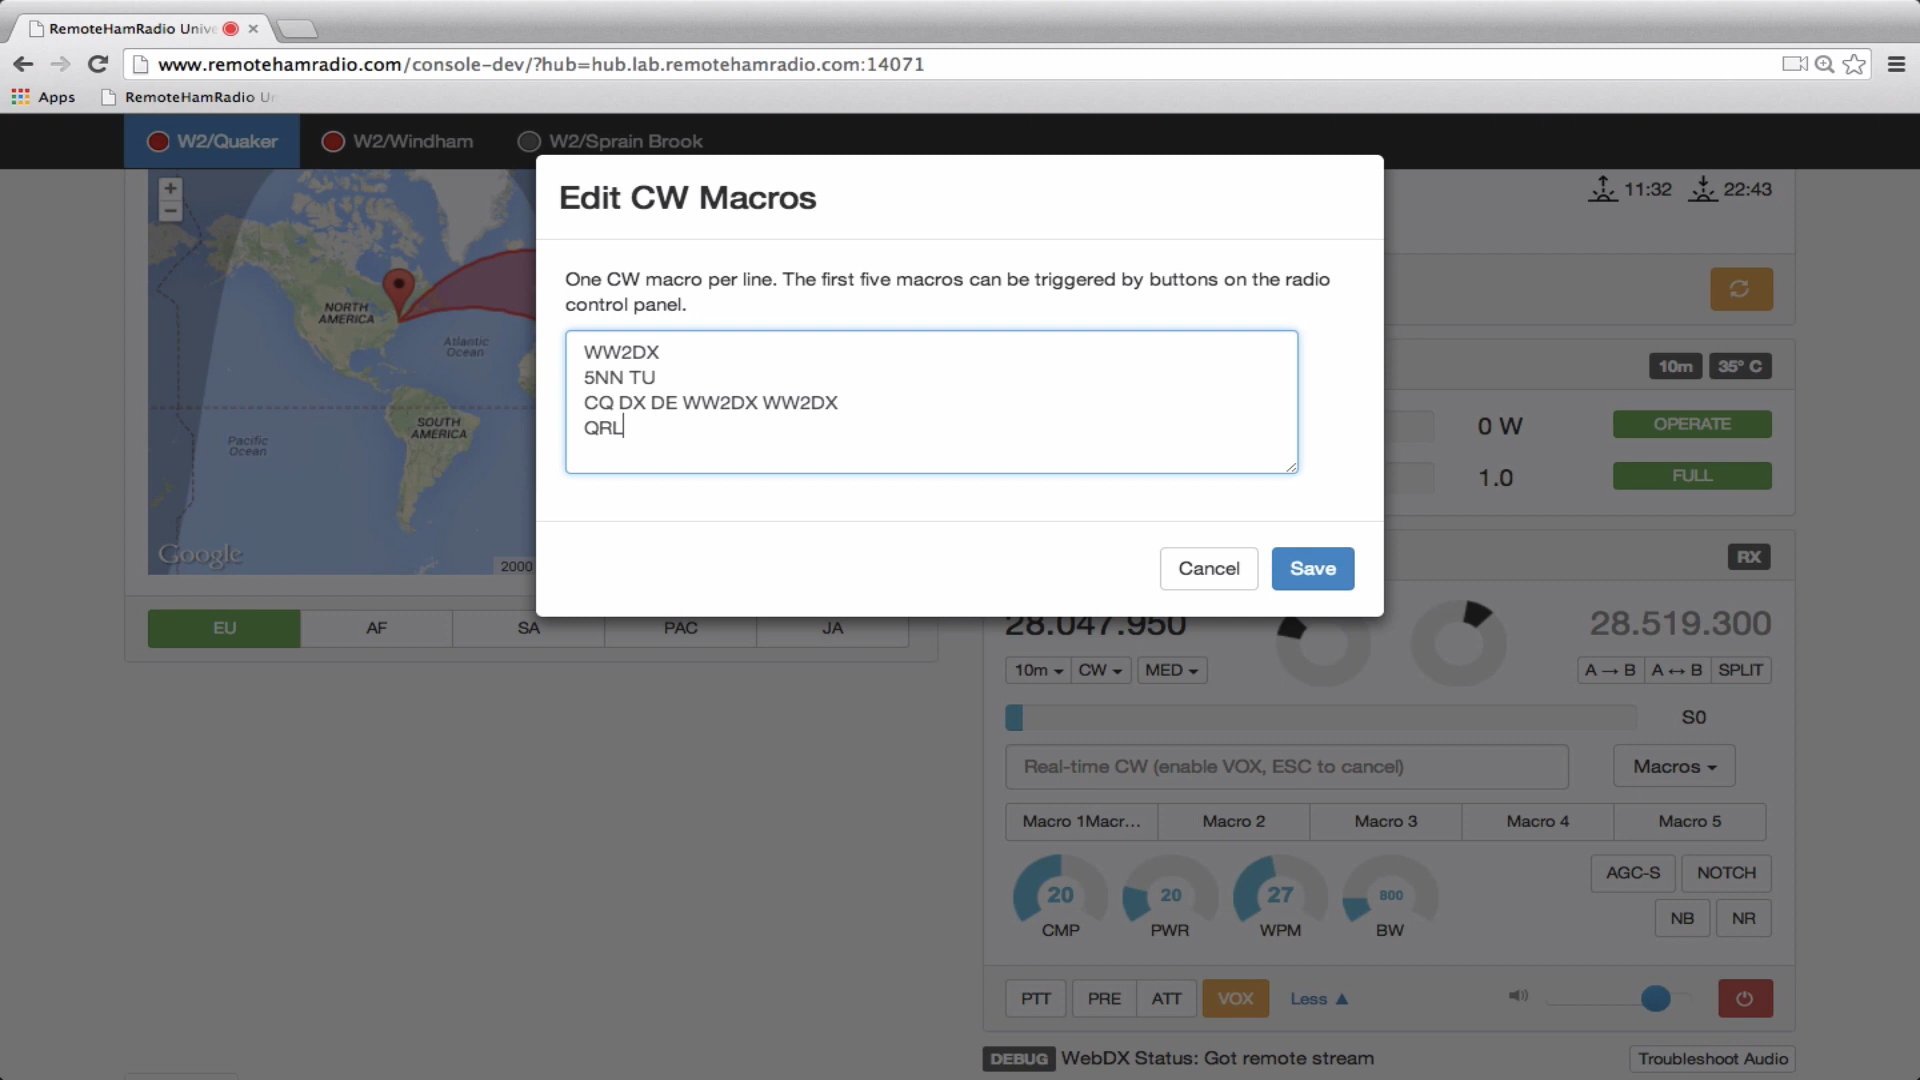 RemoteHamRadio Unive
www.remotehamradio.com/console-dev/?hub=hub.lab.remotehamradio.com:14071
Apps
RemoteHamRadio Ur
W2/Quaker
W2/Windham
W2/Sprain Brook
Edit CW Macros
One CW macro per line. The first five macros can be triggered by buttons on the radio
control panel.
WW2DX
5NN TU
CQ DX DE WW2DX WW2DX
QRL
Cancel
Save
+
−
NORTH
AMERICA
Atlantic
Ocean
SOUTH
AMERICA
Pacific
Ocean
Google
2000
EU
AF
SA
PAC
JA
11:32
22:43
10m
35° C
0 W
OPERATE
1.0
FULL
RX
28.047.950
28.519.300
10m
CW
MED
A → B
A ↔ B
SPLIT
S0
Real-time CW (enable VOX, ESC to cancel)
Macros
Macro 1Macr...
Macro 2
Macro 3
Macro 4
Macro 5
20
CMP
20
PWR
27
WPM
800
BW
AGC-S
NOTCH
NB
NR
PTT
PRE
ATT
VOX
Less ▲
DEBUG
WebDX Status: Got remote stream
Troubleshoot Audio